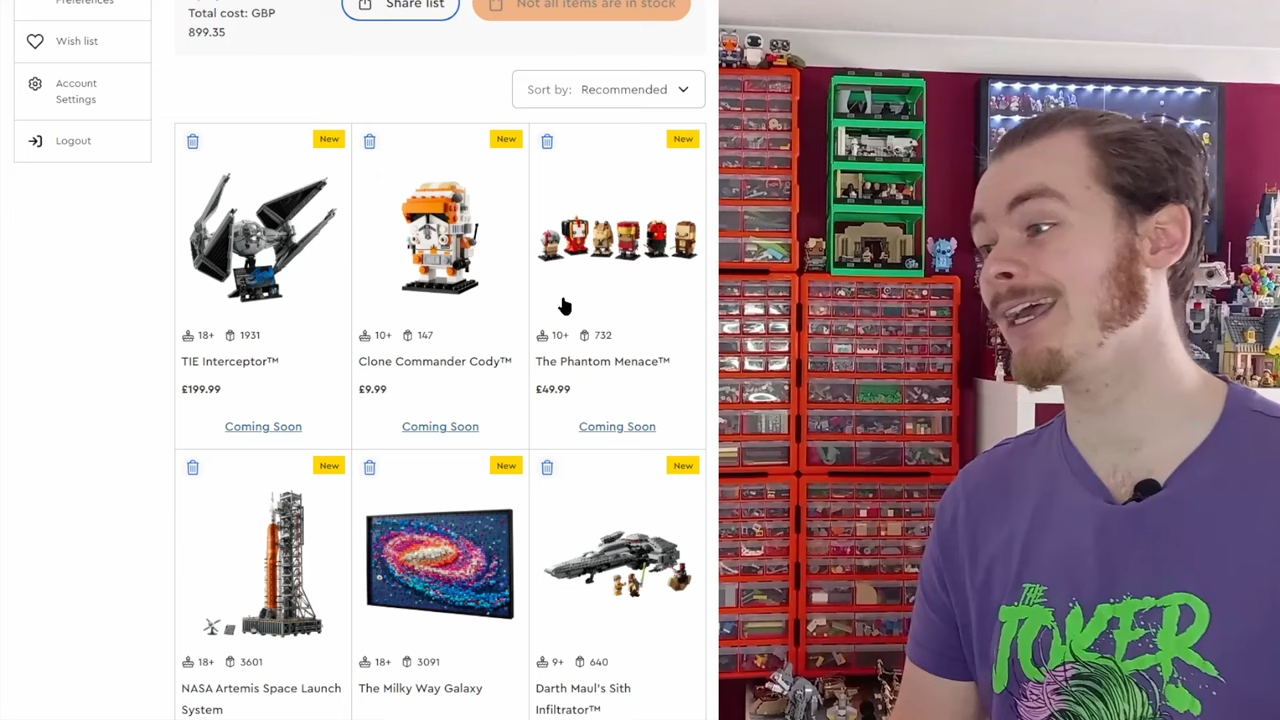 Preferences
Wish list
Account
Settings
Logout
Total cost: GBP
899.35
Share list
Not all items are in stock
Sort by: Recommended
New
New
New
18+ 1931
10+ 147
10+ 732
TIE Interceptor™
Clone Commander Cody™
The Phantom Menace™
£199.99
£9.99
£49.99
Coming Soon
Coming Soon
Coming Soon
New
New
New
18+ 3601
18+ 3091
9+ 640
NASA Artemis Space Launch
System
The Milky Way Galaxy
Darth Maul's Sith
Infiltrator™
THE
JOKER